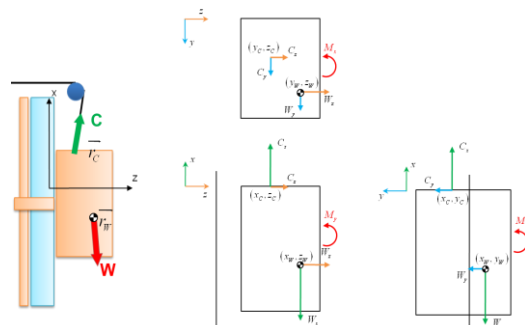 x
C
r_C
z
r_W
W
z
y
(y_C, z_C)
C_z
C_y
M_x
(y_W, z_W)
W_z
W_y
x
z
C_x
C_z
(x_C, z_C)
M_y
(x_W, z_W)
W_z
W_x
x
y
C_x
C_y
(x_C, y_C)
M
(x_W, y_W)
W_y
W